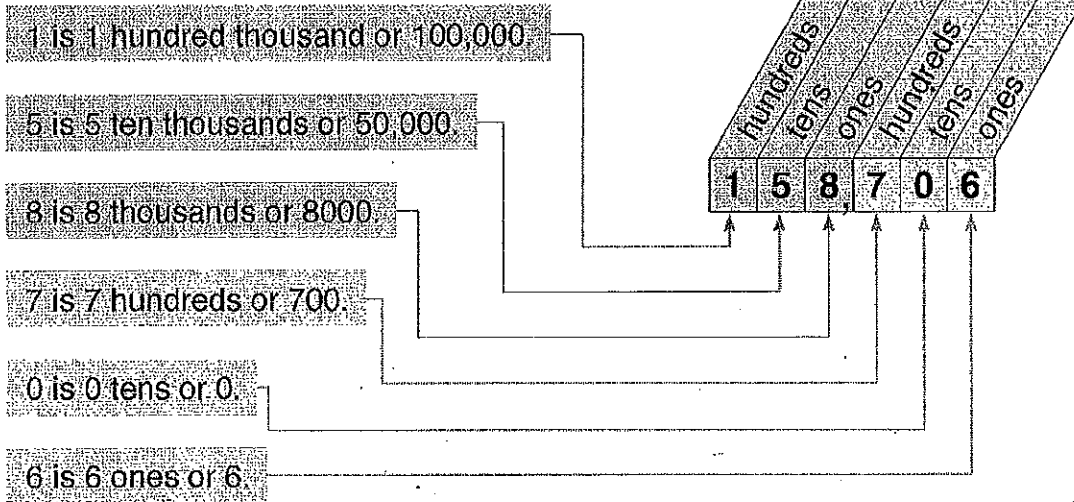 1 is 1 hundred thousand or 100,000.
hundreds tens ones hundreds tens ones
5 is 5 ten thousands or 50,000.
1 5 8, 7 0 6
8 is 8 thousands or 8000.
7 is 7 hundreds or 700.
0 is 0 tens or 0.
6 is 6 ones or 6.